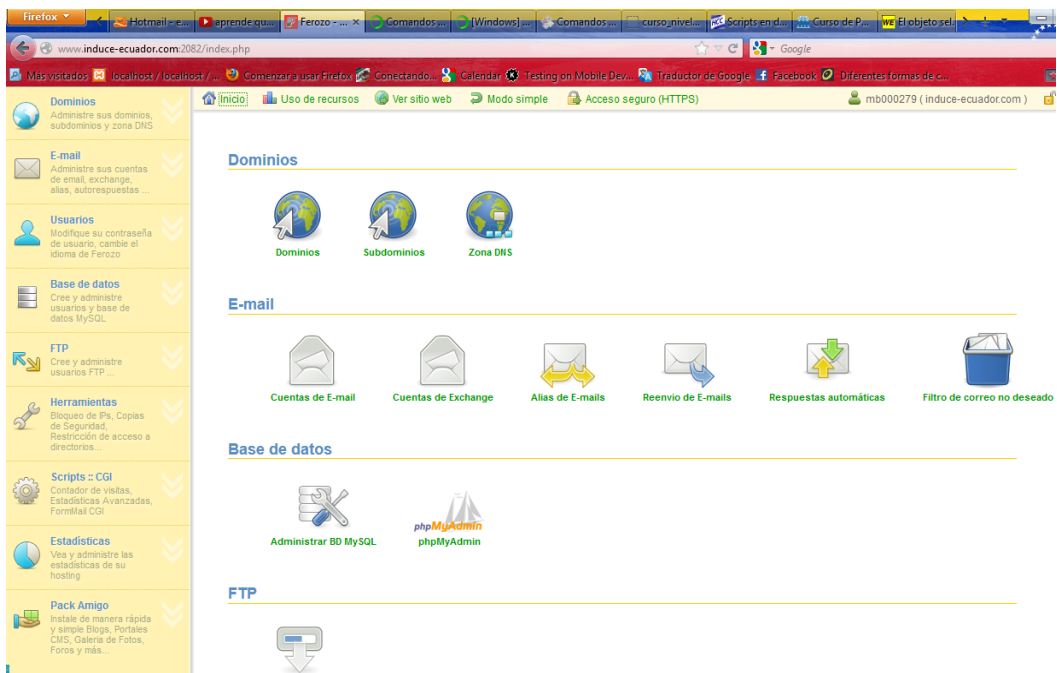 Firefox
Hotmail - e...
aprende qu...
Ferozo - ...
Comandos ...
[Windows] ...
Comandos ...
curso_nivel...
Scripts en d...
Curso de P...
WE El objeto sel...
www.induce-ecuador.com:2082/index.php
Google
Más visitados
localhost / localhost / ...
Comenzar a usar Firefox
Conectando...
Calendar
Testing on Mobile Dev...
Traductor de Google
Facebook
Diferentes formas de c...
Inicio
Uso de recursos
Ver sitio web
Modo simple
Acceso seguro (HTTPS)
mb000279 ( induce-ecuador.com )
Dominios
Administre sus dominios,
subdominios y zona DNS
E-mail
Administre sus cuentas
de email, exchange,
alias, autorespuestas ...
Usuarios
Modifique su contraseña
de usuario, cambie el
idioma de Ferozo
Base de datos
Cree y administre
usuarios y base de
datos MySQL
FTP
Cree y administre
usuarios FTP ...
Herramientas
Bloqueo de IPs, Copias
de Seguridad,
Restricción de acceso a
directorios...
Scripts :: CGI
Contador de visitas,
Estadísticas Avanzadas,
FormMail CGI
Estadísticas
Vea y administre las
estadísticas de su
hosting
Pack Amigo
Instale de manera rápida
y simple Blogs, Portales
CMS, Galeria de Fotos,
Foros y más...
Dominios
Dominios
Subdominios
Zona DNS
E-mail
Cuentas de E-mail
Cuentas de Exchange
Alias de E-mails
Reenvio de E-mails
Respuestas automáticas
Filtro de correo no deseado
Base de datos
phpMyAdmin
Administrar BD MySQL
phpMyAdmin
FTP